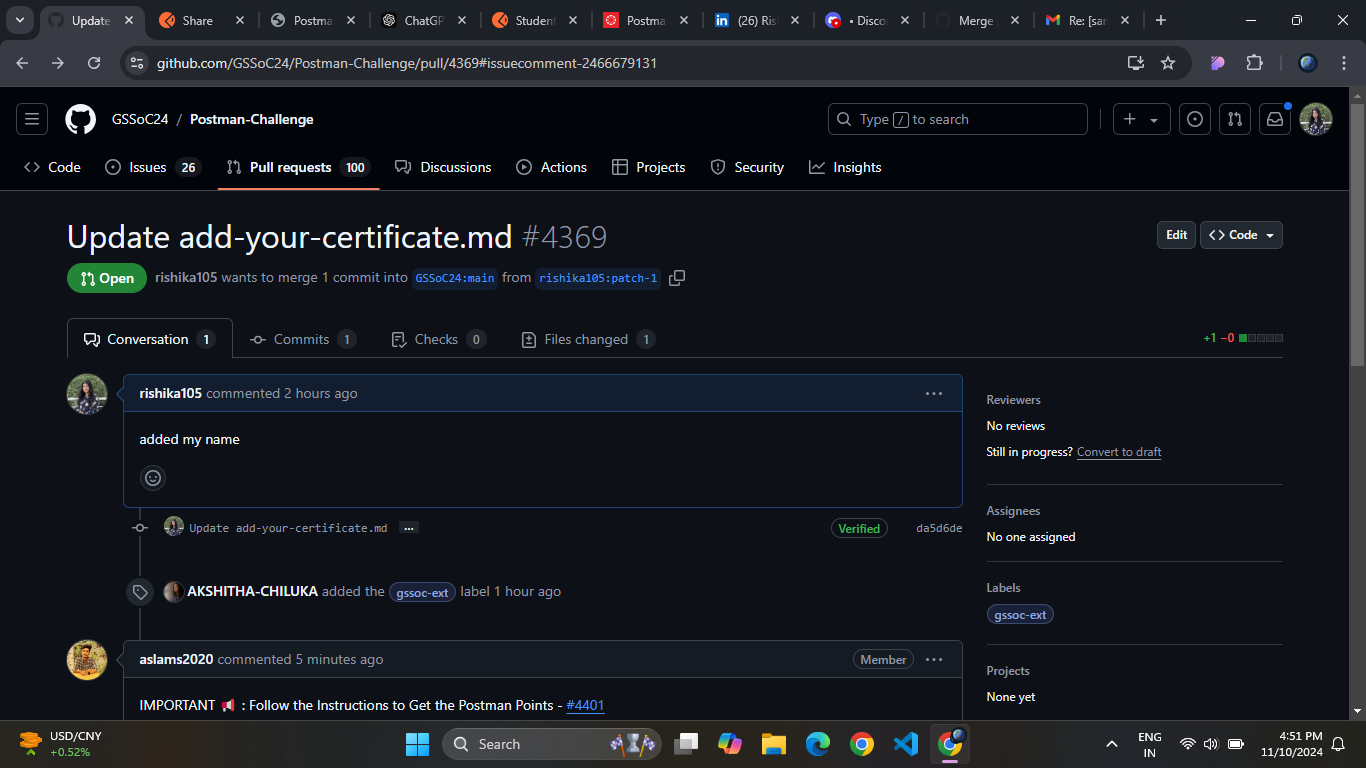 Update
Share
Postma
ChatGP
Student
Postma
(26) Ris
• Disco
Merge
Re: [sar
github.com/GSSoC24/Postman-Challenge/pull/4369#issuecomment-2466679131
GSSoC24 / Postman-Challenge
Type / to search
Code
Issues 26
Pull requests 100
Discussions
Actions
Projects
Security
Insights
Update add-your-certificate.md #4369
Edit
<> Code
Open
rishika105 wants to merge 1 commit into GSSoC24:main from rishika105:patch-1
Conversation 1
Commits 1
Checks 0
Files changed 1
+1 −0
rishika105 commented 2 hours ago
added my name
Update add-your-certificate.md ...
Verified
da5d6de
AKSHITHA-CHILUKA added the gssoc-ext label 1 hour ago
aslams2020 commented 5 minutes ago
Member
IMPORTANT 📢 : Follow the Instructions to Get the Postman Points - #4401
Reviewers
No reviews
Still in progress? Convert to draft
Assignees
No one assigned
Labels
gssoc-ext
Projects
None yet
USD/CNY
+0.52%
Search
ENG
IN
4:51 PM
11/10/2024